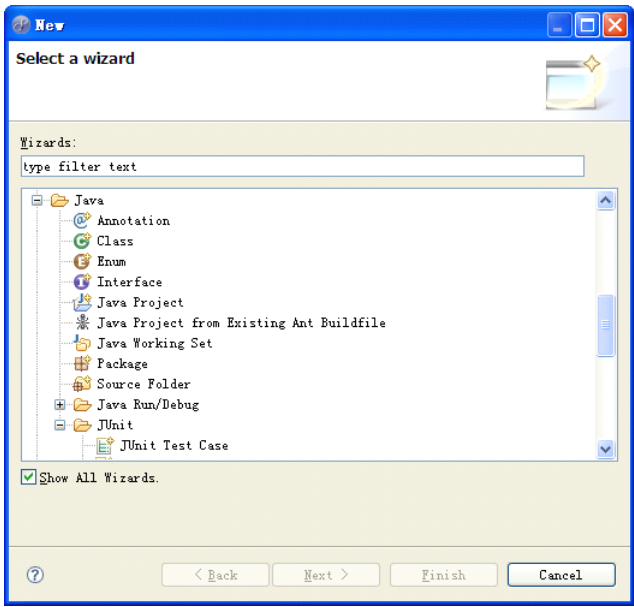 New
Select a wizard
Wizards:
type filter text
Java
Annotation
Class
Enum
Interface
Java Project
Java Project from Existing Ant Buildfile
Java Working Set
Package
Source Folder
Java Run/Debug
JUnit
JUnit Test Case
Show All Wizards.
< Back
Next >
Finish
Cancel